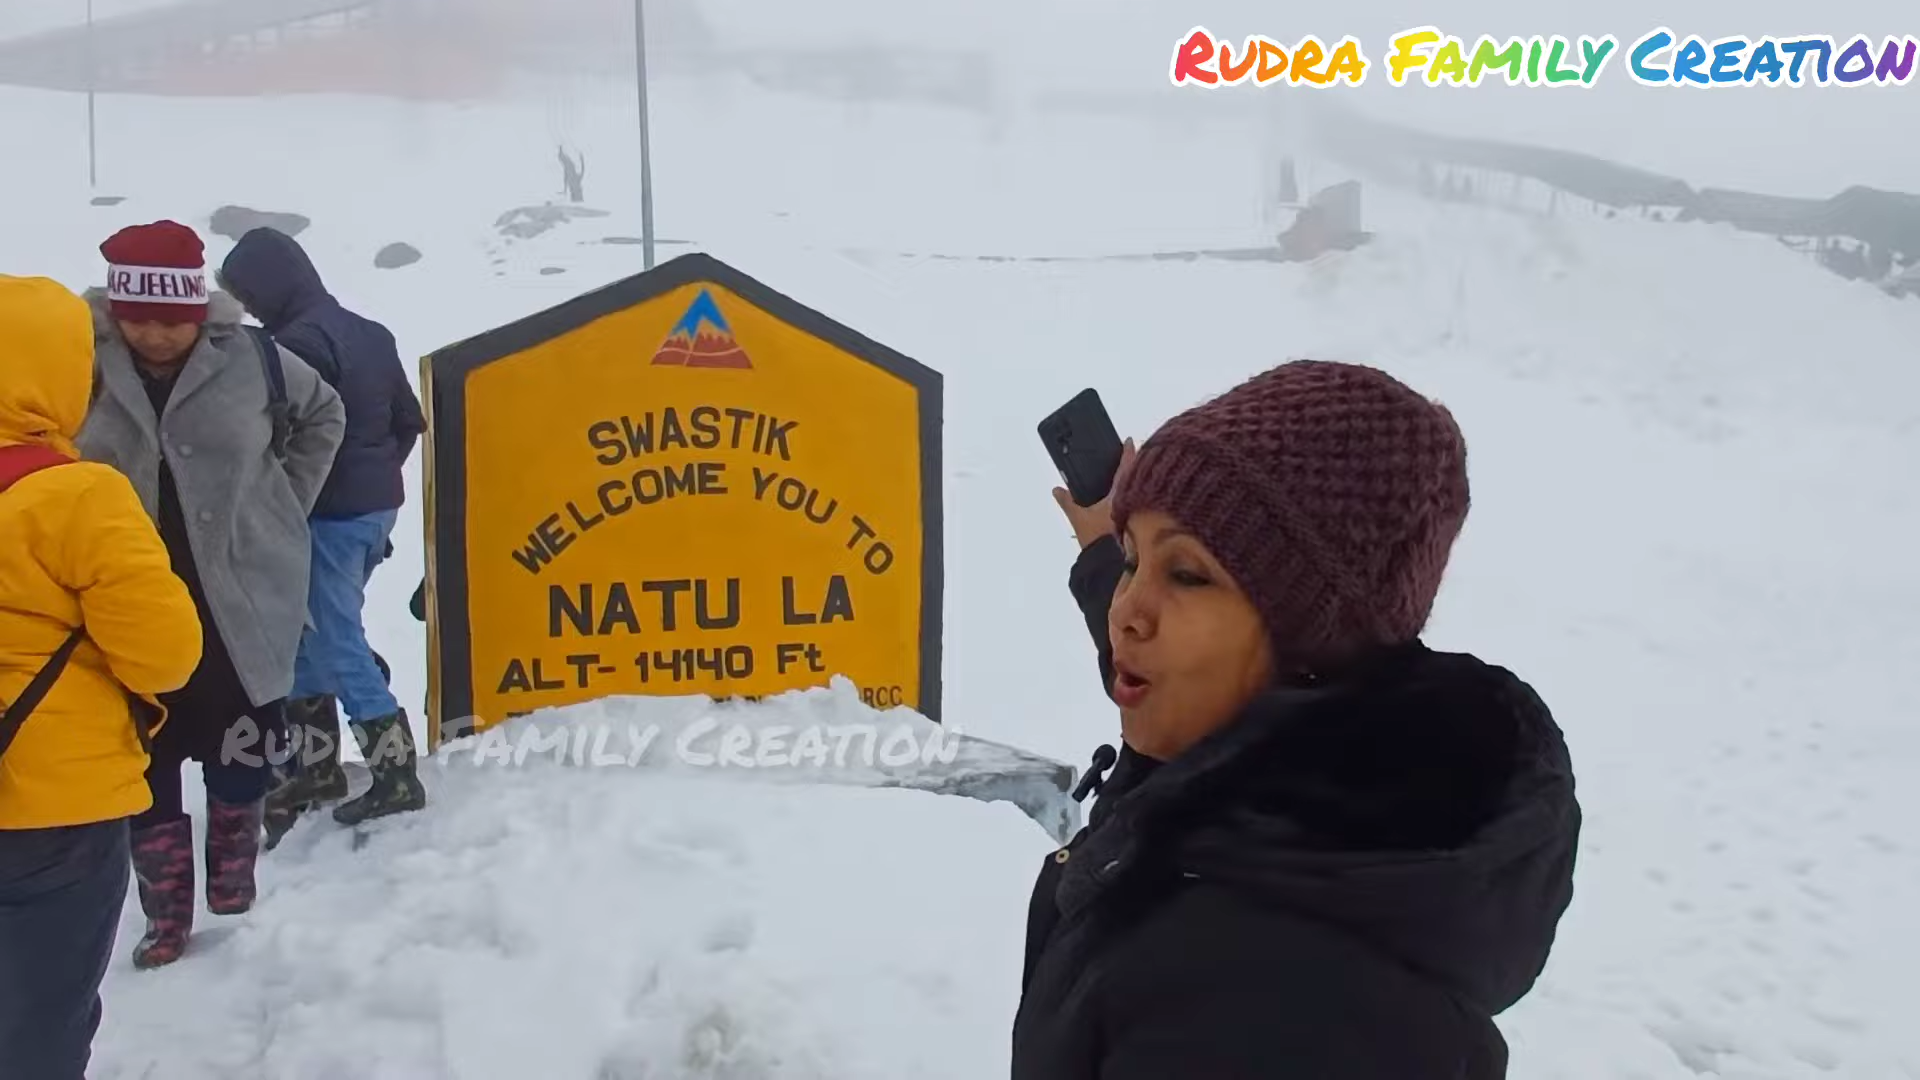 RUDRA FAMILY CREATION
ARJEELING
SWASTIK
WELCOME YOU TO
NATU LA
ALT- 14140 Ft
RCC
RUDRA FAMILY CREATION